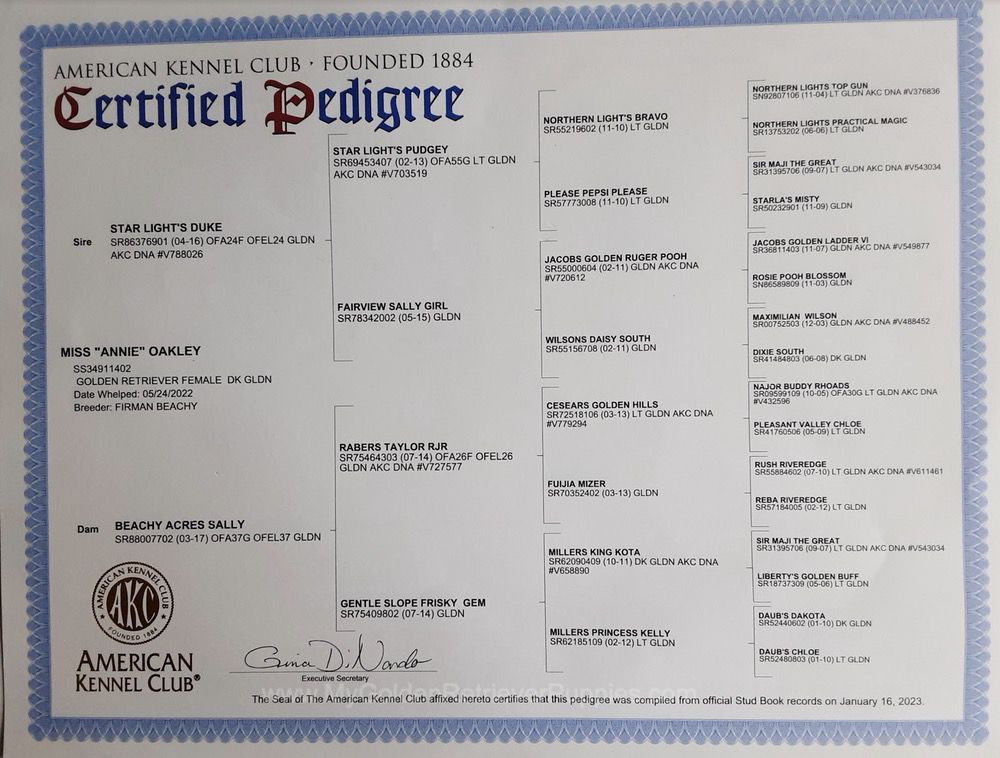 AMERICAN KENNEL CLUB · FOUNDED 1884
Certified Pedigree
NORTHERN LIGHTS TOP GUN
SN92807106 (11-04) LT GLDN AKC DNA #V376836
NORTHERN LIGHT'S BRAVO
SR55219602 (11-10) LT GLDN
NORTHERN LIGHTS PRACTICAL MAGIC
SR13753202 (06-06) LT GLDN
STAR LIGHT'S PUDGEY
SR69453407 (02-13) OFA55G LT GLDN
AKC DNA #V703519
SIR MAJI THE GREAT
SR31395706 (09-07) LT GLDN AKC DNA #V543034
PLEASE PEPSI PLEASE
SR57773008 (11-10) LT GLDN
STARLA'S MISTY
SR50232901 (11-09) GLDN
Sire
STAR LIGHT'S DUKE
SR86376901 (04-16) OFA24F OFEL24 GLDN
AKC DNA #V788026
JACOBS GOLDEN LADDER VI
SR36811403 (11-07) GLDN AKC DNA #V549877
JACOBS GOLDEN RUGER POOH
SR55000604 (02-11) GLDN AKC DNA
#V720612
ROSIE POOH BLOSSOM
SN86589809 (11-03) GLDN
FAIRVIEW SALLY GIRL
SR78342002 (05-15) GLDN
MAXIMILIAN WILSON
SR00752503 (12-03) GLDN AKC DNA #V488452
WILSONS DAISY SOUTH
SR55156708 (02-11) GLDN
DIXIE SOUTH
SR41484803 (06-08) DK GLDN
MISS "ANNIE" OAKLEY
SS34911402
GOLDEN RETRIEVER FEMALE DK GLDN
Date Whelped: 05/24/2022
Breeder: FIRMAN BEACHY
NAJOR BUDDY RHOADS
SR09599109 (10-05) OFA30G LT GLDN AKC DNA
#V432596
CESEARS GOLDEN HILLS
SR72518106 (03-13) LT GLDN AKC DNA
#V779294
PLEASANT VALLEY CHLOE
SR41760506 (05-09) LT GLDN
RABERS TAYLOR RJR
SR75464303 (07-14) OFA26F OFEL26
GLDN AKC DNA #V727577
RUSH RIVEREDGE
SR55884602 (07-10) LT GLDN AKC DNA #V611461
FUIJIA MIZER
SR70352402 (03-13) GLDN
REBA RIVEREDGE
SR57184005 (02-12) LT GLDN
Dam
BEACHY ACRES SALLY
SR88007702 (03-17) OFA37G OFEL37 GLDN
SIR MAJI THE GREAT
SR31395706 (09-07) LT GLDN AKC DNA #V543034
MILLERS KING KOTA
SR62090409 (10-11) DK GLDN AKC DNA
#V658890
LIBERTY'S GOLDEN BUFF
SR18737309 (05-06) LT GLDN
GENTLE SLOPE FRISKY GEM
SR75409802 (07-14) GLDN
DAUB'S DAKOTA
SR52440602 (01-10) DK GLDN
MILLERS PRINCESS KELLY
SR62185109 (02-12) LT GLDN
DAUB'S CHLOE
SR52480803 (01-10) LT GLDN
AMERICAN KENNEL CLUB
AKC
FOUNDED 1884
AMERICAN
KENNEL CLUB®
Gina DiNardo
Executive Secretary
www.MyGoldenRetrieverPuppies.com
The Seal of The American Kennel Club affixed hereto certifies that this pedigree was compiled from official Stud Book records on January 16, 2023.